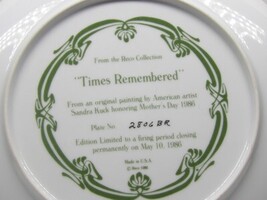 From the Brex Collection
"Times Remembered"
From an original painting by American artist
Sandra Kuck honoring Mother's Day 1986.
Plate No. 2806BR
Edition Limited to a firing period closing
permanently on May 10, 1986
Made in U.S.A.